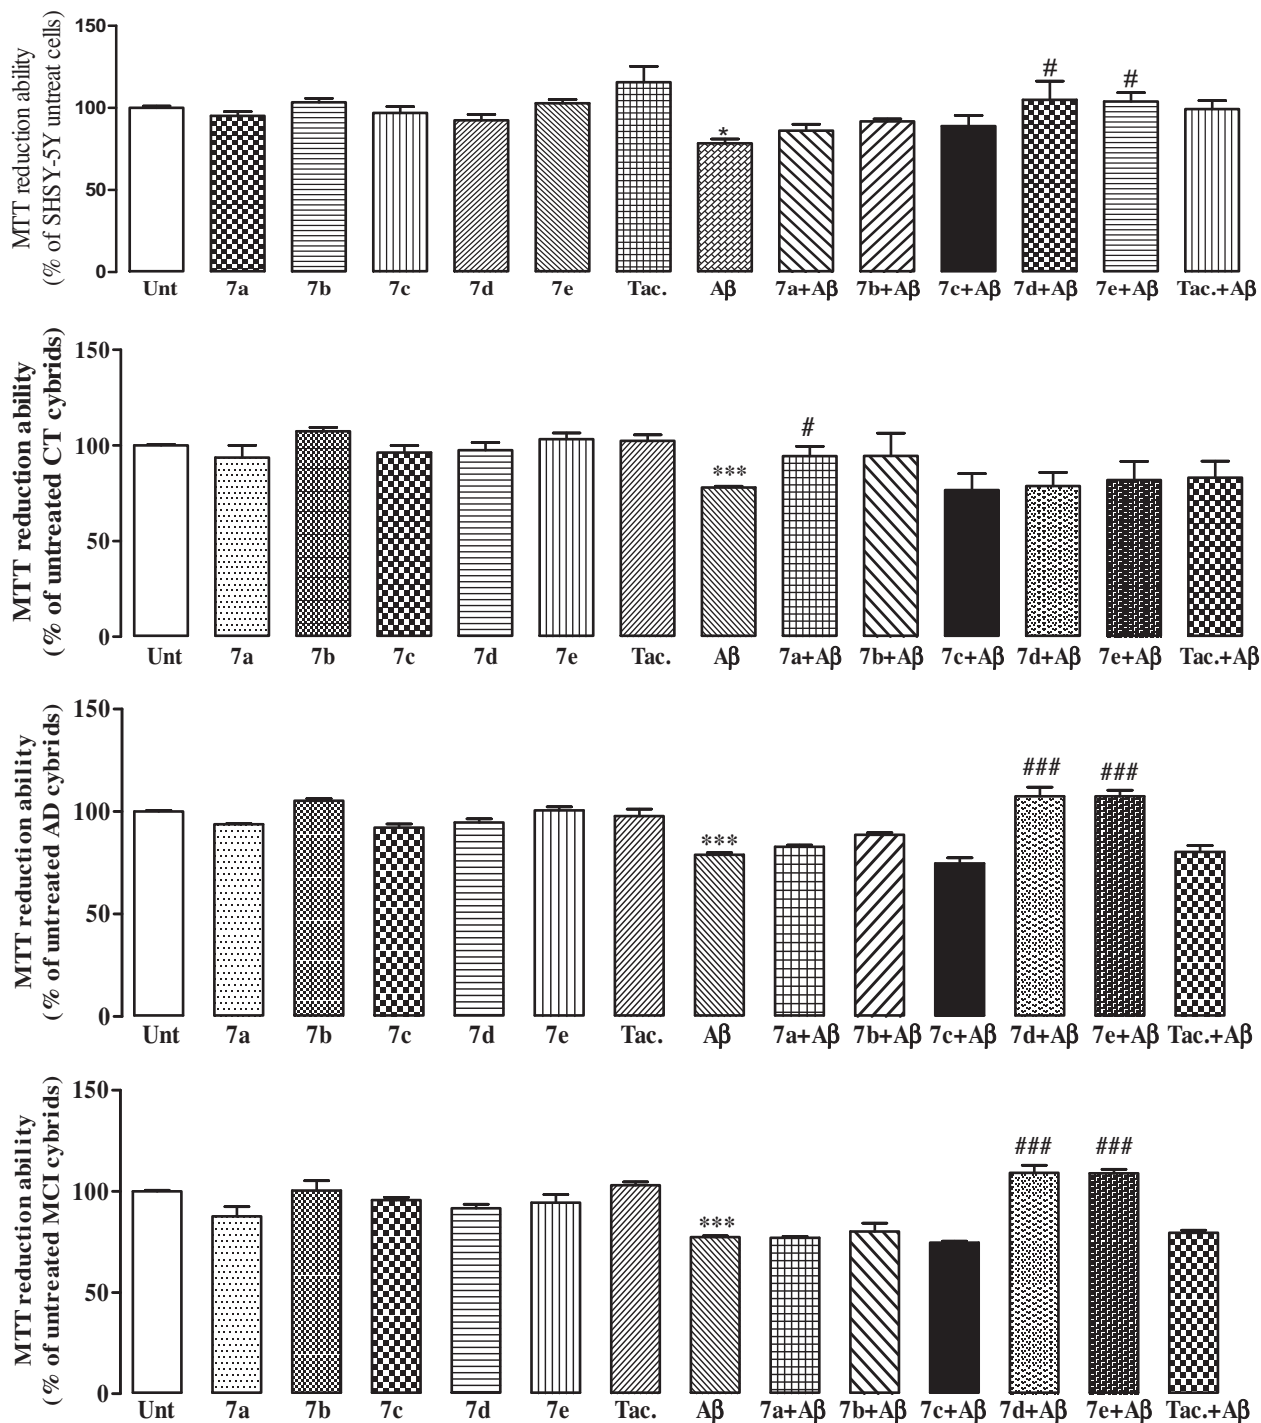 MTT reduction ability
(% of SHSY-5Y untreat cells)
150
100
50
0
* # #
Unt 7a 7b 7c 7d 7e Tac. Aβ 7a+Aβ 7b+Aβ 7c+Aβ 7d+Aβ 7e+Aβ Tac.+Aβ
MTT reduction ability
(% of untreated CT cybrids)
150
100
50
0
*** #
Unt 7a 7b 7c 7d 7e Tac. Aβ 7a+Aβ 7b+Aβ 7c+Aβ 7d+Aβ 7e+Aβ Tac.+Aβ
MTT reduction ability
(% of untreated AD cybrids)
150
100
50
0
*** ### ###
Unt 7a 7b 7c 7d 7e Tac. Aβ 7a+Aβ 7b+Aβ 7c+Aβ 7d+Aβ 7e+Aβ Tac.+Aβ
MTT reduction ability
(% of untreated MCI cybrids)
150
100
50
0
*** ### ###
Unt 7a 7b 7c 7d 7e Tac. Aβ 7a+Aβ 7b+Aβ 7c+Aβ 7d+Aβ 7e+Aβ Tac.+Aβ